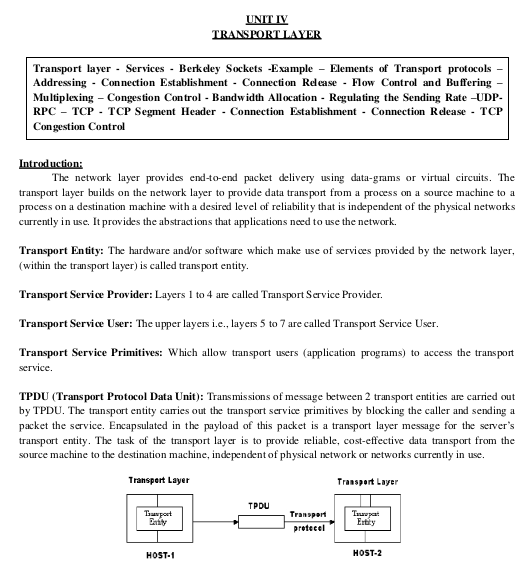 UNIT IV
TRANSPORT LAYER
Transport layer - Services - Berkeley Sockets -Example – Elements of Transport protocols –
Addressing - Connection Establishment - Connection Release - Flow Control and Buffering –
Multiplexing – Congestion Control - Bandwidth Allocation - Regulating the Sending Rate –UDP-
RPC – TCP - TCP Segment Header - Connection Establishment - Connection Release - TCP
Congestion Control
Introduction:
The network layer provides end-to-end packet delivery using data-grams or virtual circuits. The
transport layer builds on the network layer to provide data transport from a process on a source machine to a
process on a destination machine with a desired level of reliability that is independent of the physical networks
currently in use. It provides the abstractions that applications need to use the network.
Transport Entity: The hardware and/or software which make use of services provided by the network layer,
(within the transport layer) is called transport entity.
Transport Service Provider: Layers 1 to 4 are called Transport Service Provider.
Transport Service User: The upper layers i.e., layers 5 to 7 are called Transport Service User.
Transport Service Primitives: Which allow transport users (application programs) to access the transport
service.
TPDU (Transport Protocol Data Unit): Transmissions of message between 2 transport entities are carried out
by TPDU. The transport entity carries out the transport service primitives by blocking the caller and sending a
packet the service. Encapsulated in the payload of this packet is a transport layer message for the server's
transport entity. The task of the transport layer is to provide reliable, cost-effective data transport from the
source machine to the destination machine, independent of physical network or networks currently in use.
Transport Layer
Transport Layer
Transport
Entity
TPDU
Transport
protocol
Transport
Entity
HOST-1
HOST-2